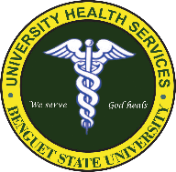 UNIVERSITY HEALTH SERVICES
We serve God heals
BENGUET STATE UNIVERSITY